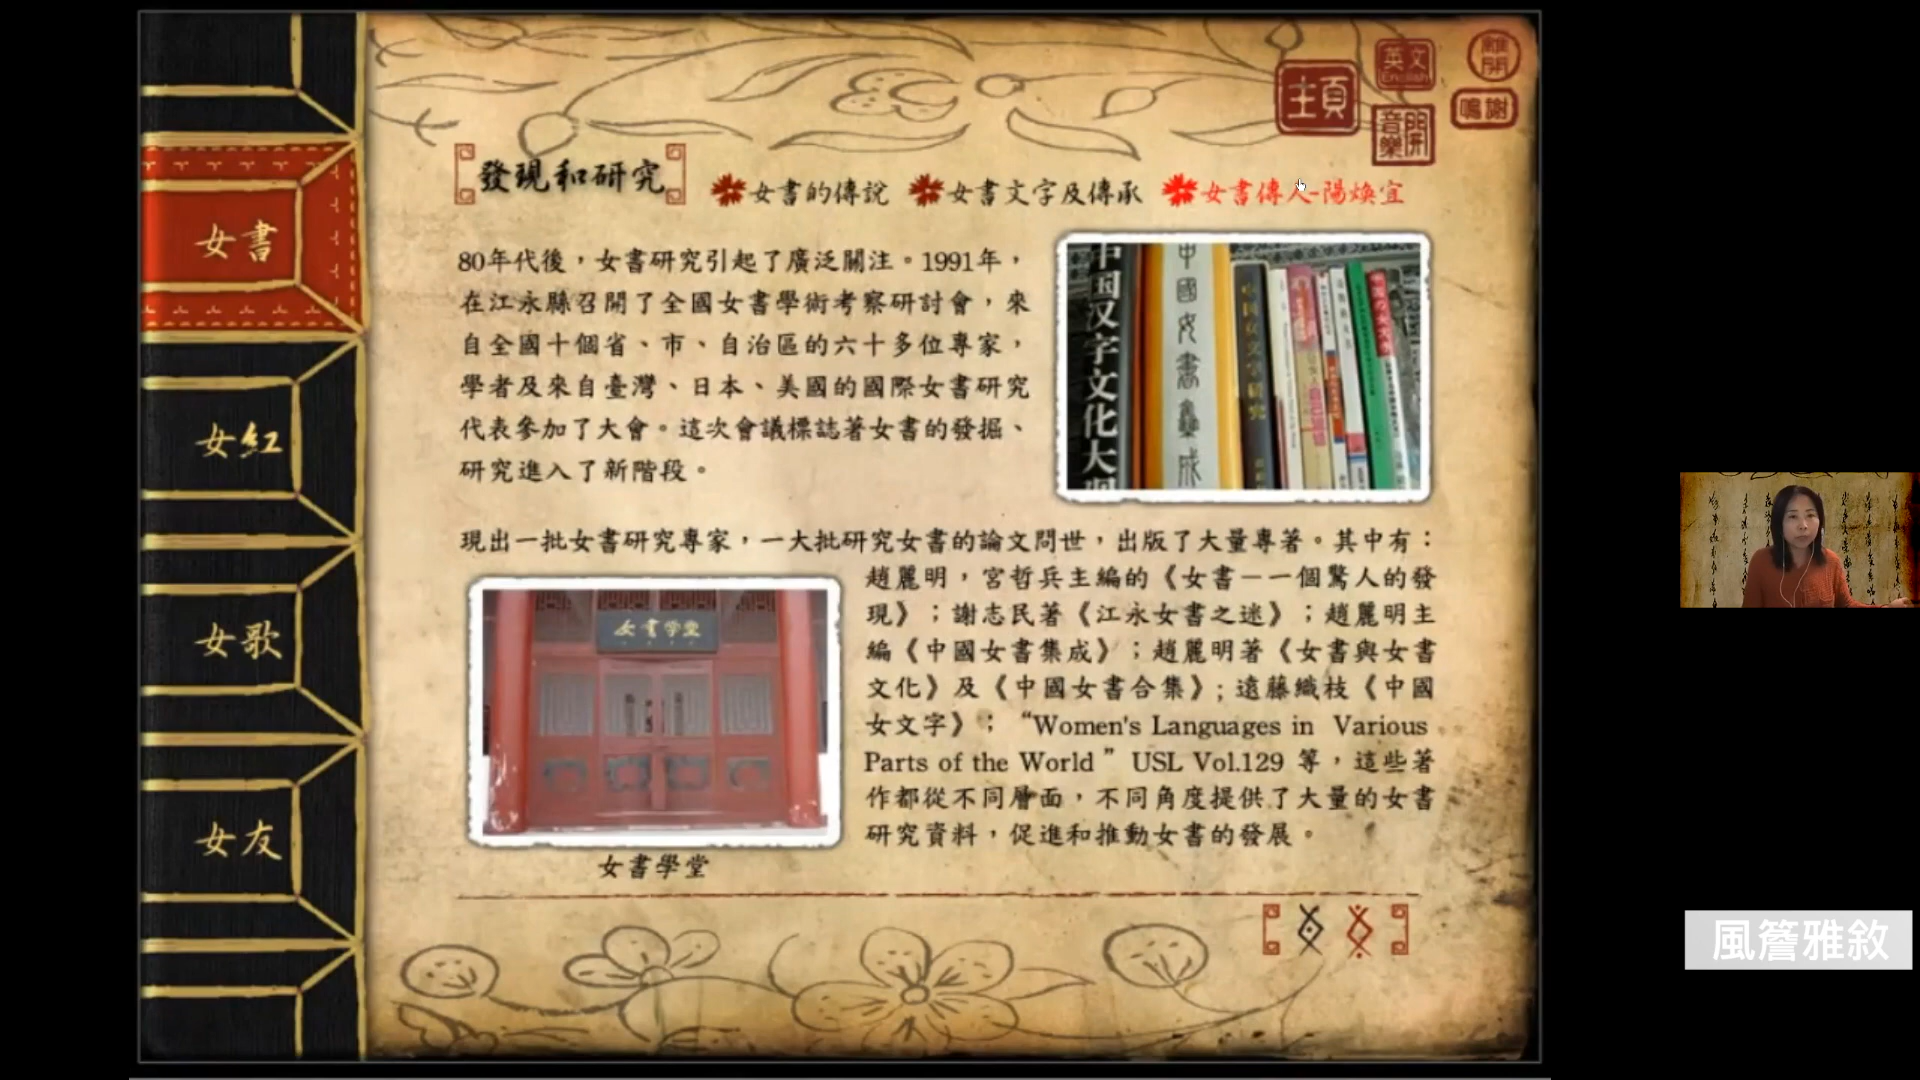 英文
English
離開
主頁
鳴謝
音樂開
發現和研究
女書的傳說
女書文字及傳承
女書傳人-陽煥宜
女書
女紅
女歌
女友
80年代後，女書研究引起了廣泛關注。1991年，
在江永縣召開了全國女書學術考察研討會，來
自全國十個省、市、自治區的六十多位專家，
學者及來自臺灣、日本、美國的國際女書研究
代表參加了大會。這次會議標誌著女書的發掘、
研究進入了新階段。
中国汉字文化大观
中國女書集成
現出一批女書研究專家，一大批研究女書的論文問世，出版了大量專著。其中有：
趙麗明，宮哲兵主編的《女書－一個驚人的發
現》；謝志民著《江永女書之迷》；趙麗明主
編《中國女書集成》；趙麗明著《女書與女書
文化》及《中國女書合集》; 遠藤織枝《中國
女文字》；“Women's Languages in Various
Parts of the World ” USL Vol.129 等，這些著
作都從不同層面，不同角度提供了大量的女書
研究資料，促進和推動女書的發展。
女書学堂
女書學堂
風簷雅敘